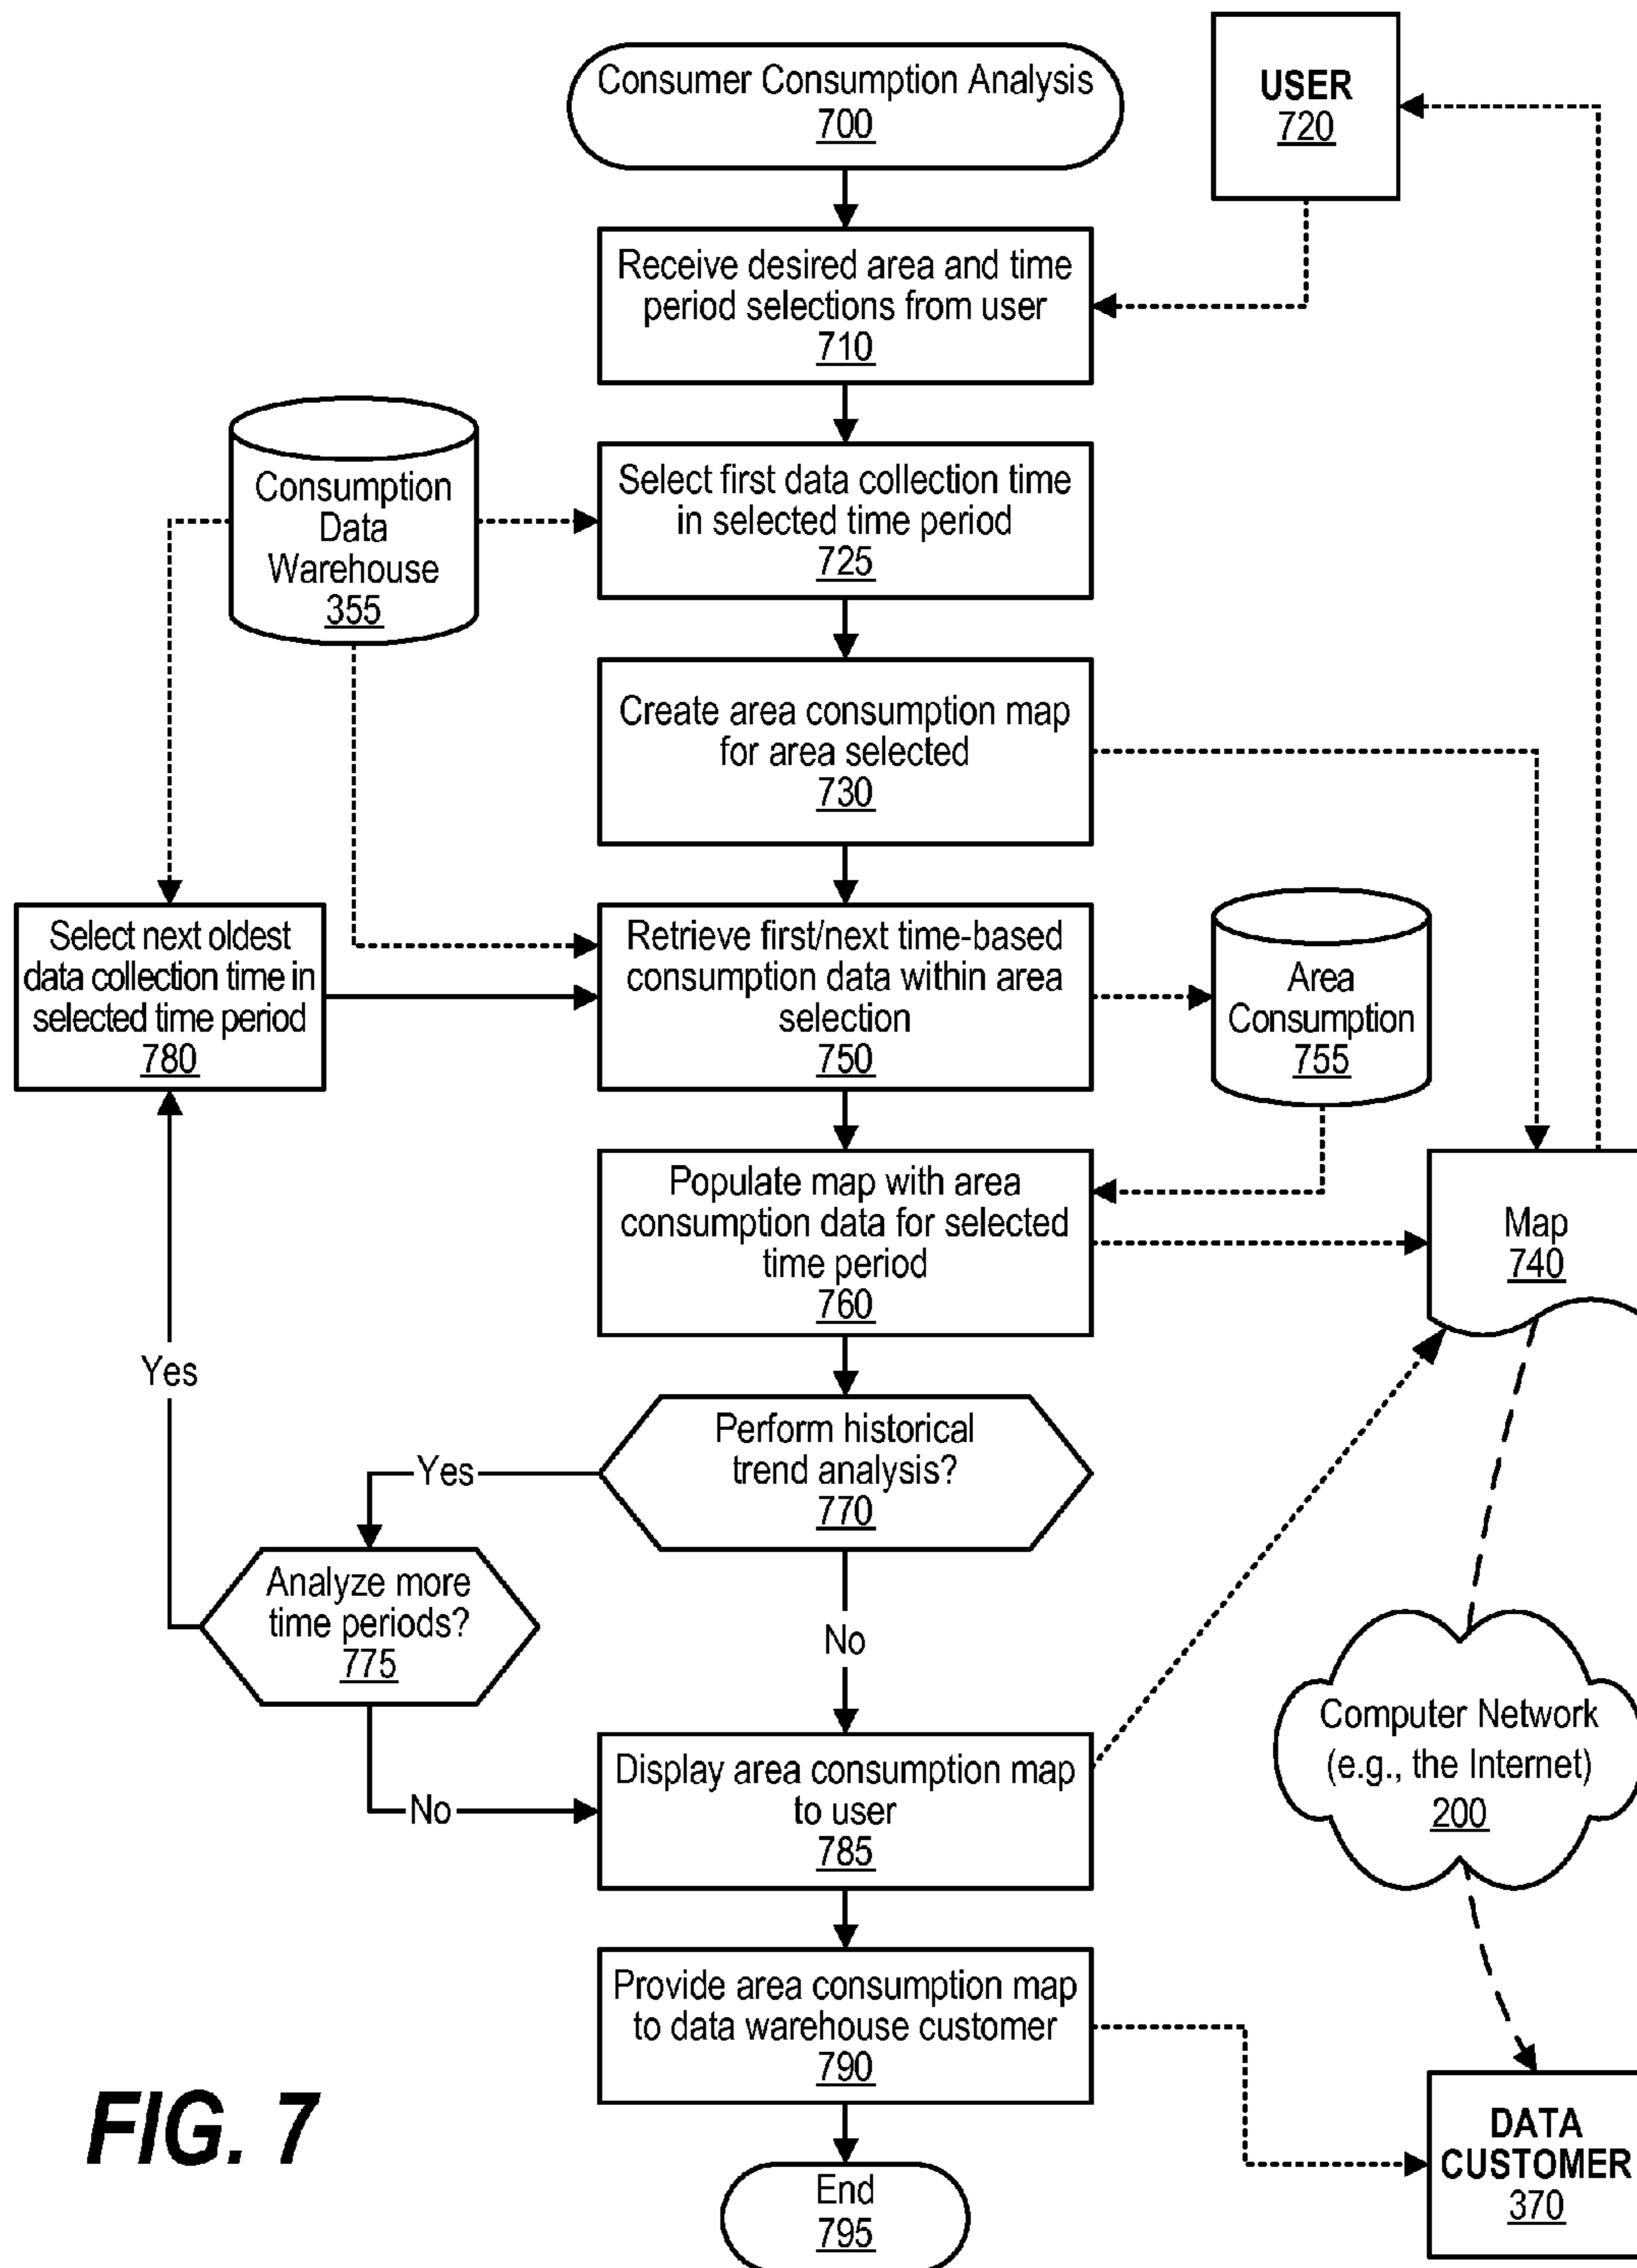 Consumer Consumption Analysis
700
USER
720
Receive desired area and time
period selections from user
710
Consumption
Data
Warehouse
355
Select first data collection time
in selected time period
725
Create area consumption map
for area selected
730
Select next oldest
data collection time in
selected time period
780
Retrieve first/next time-based
consumption data within area
selection
750
Area
Consumption
755
Populate map with area
consumption data for selected
time period
760
Map
740
Yes
Perform historical
trend analysis?
770
Yes
Analyze more
time periods?
775
No
No
Display area consumption map
to user
785
Computer Network
(e.g., the Internet)
200
Provide area consumption map
to data warehouse customer
790
DATA
CUSTOMER
370
End
795
FIG. 7